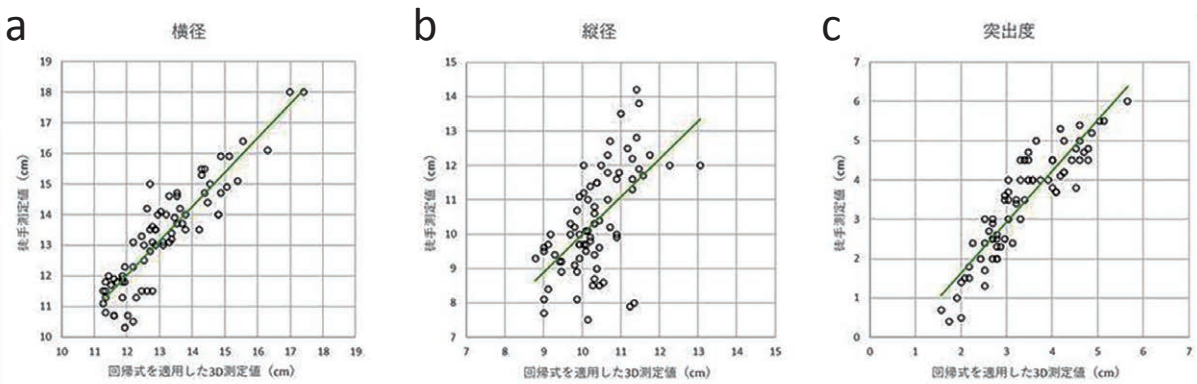 a
横径
徒手測定値 (cm)
19
18
17
16
15
14
13
12
11
10
10 11 12 13 14 15 16 17 18 19
回帰式を適用した3D測定値 (cm)
b
縦径
徒手測定値 (cm)
15
14
13
12
11
10
9
8
7
7 8 9 10 11 12 13 14 15
回帰式を適用した3D測定値 (cm)
c
突出度
徒手測定値 (cm)
7
6
5
4
3
2
1
0
0 1 2 3 4 5 6 7
回帰式を適用した3D測定値 (cm)